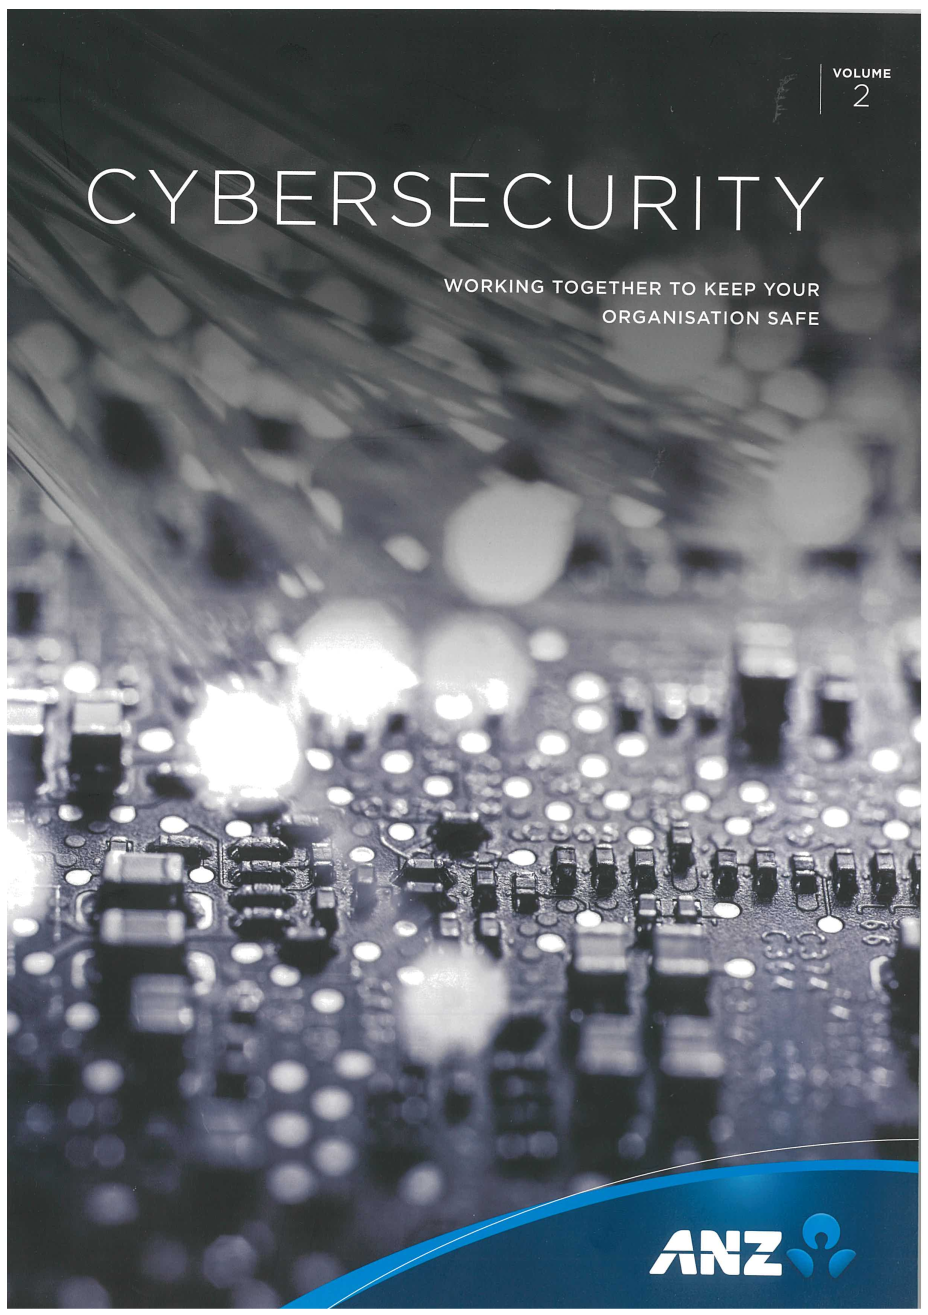 VOLUME
2
CYBERSECURITY
WORKING TOGETHER TO KEEP YOUR
ORGANISATION SAFE
ANZ